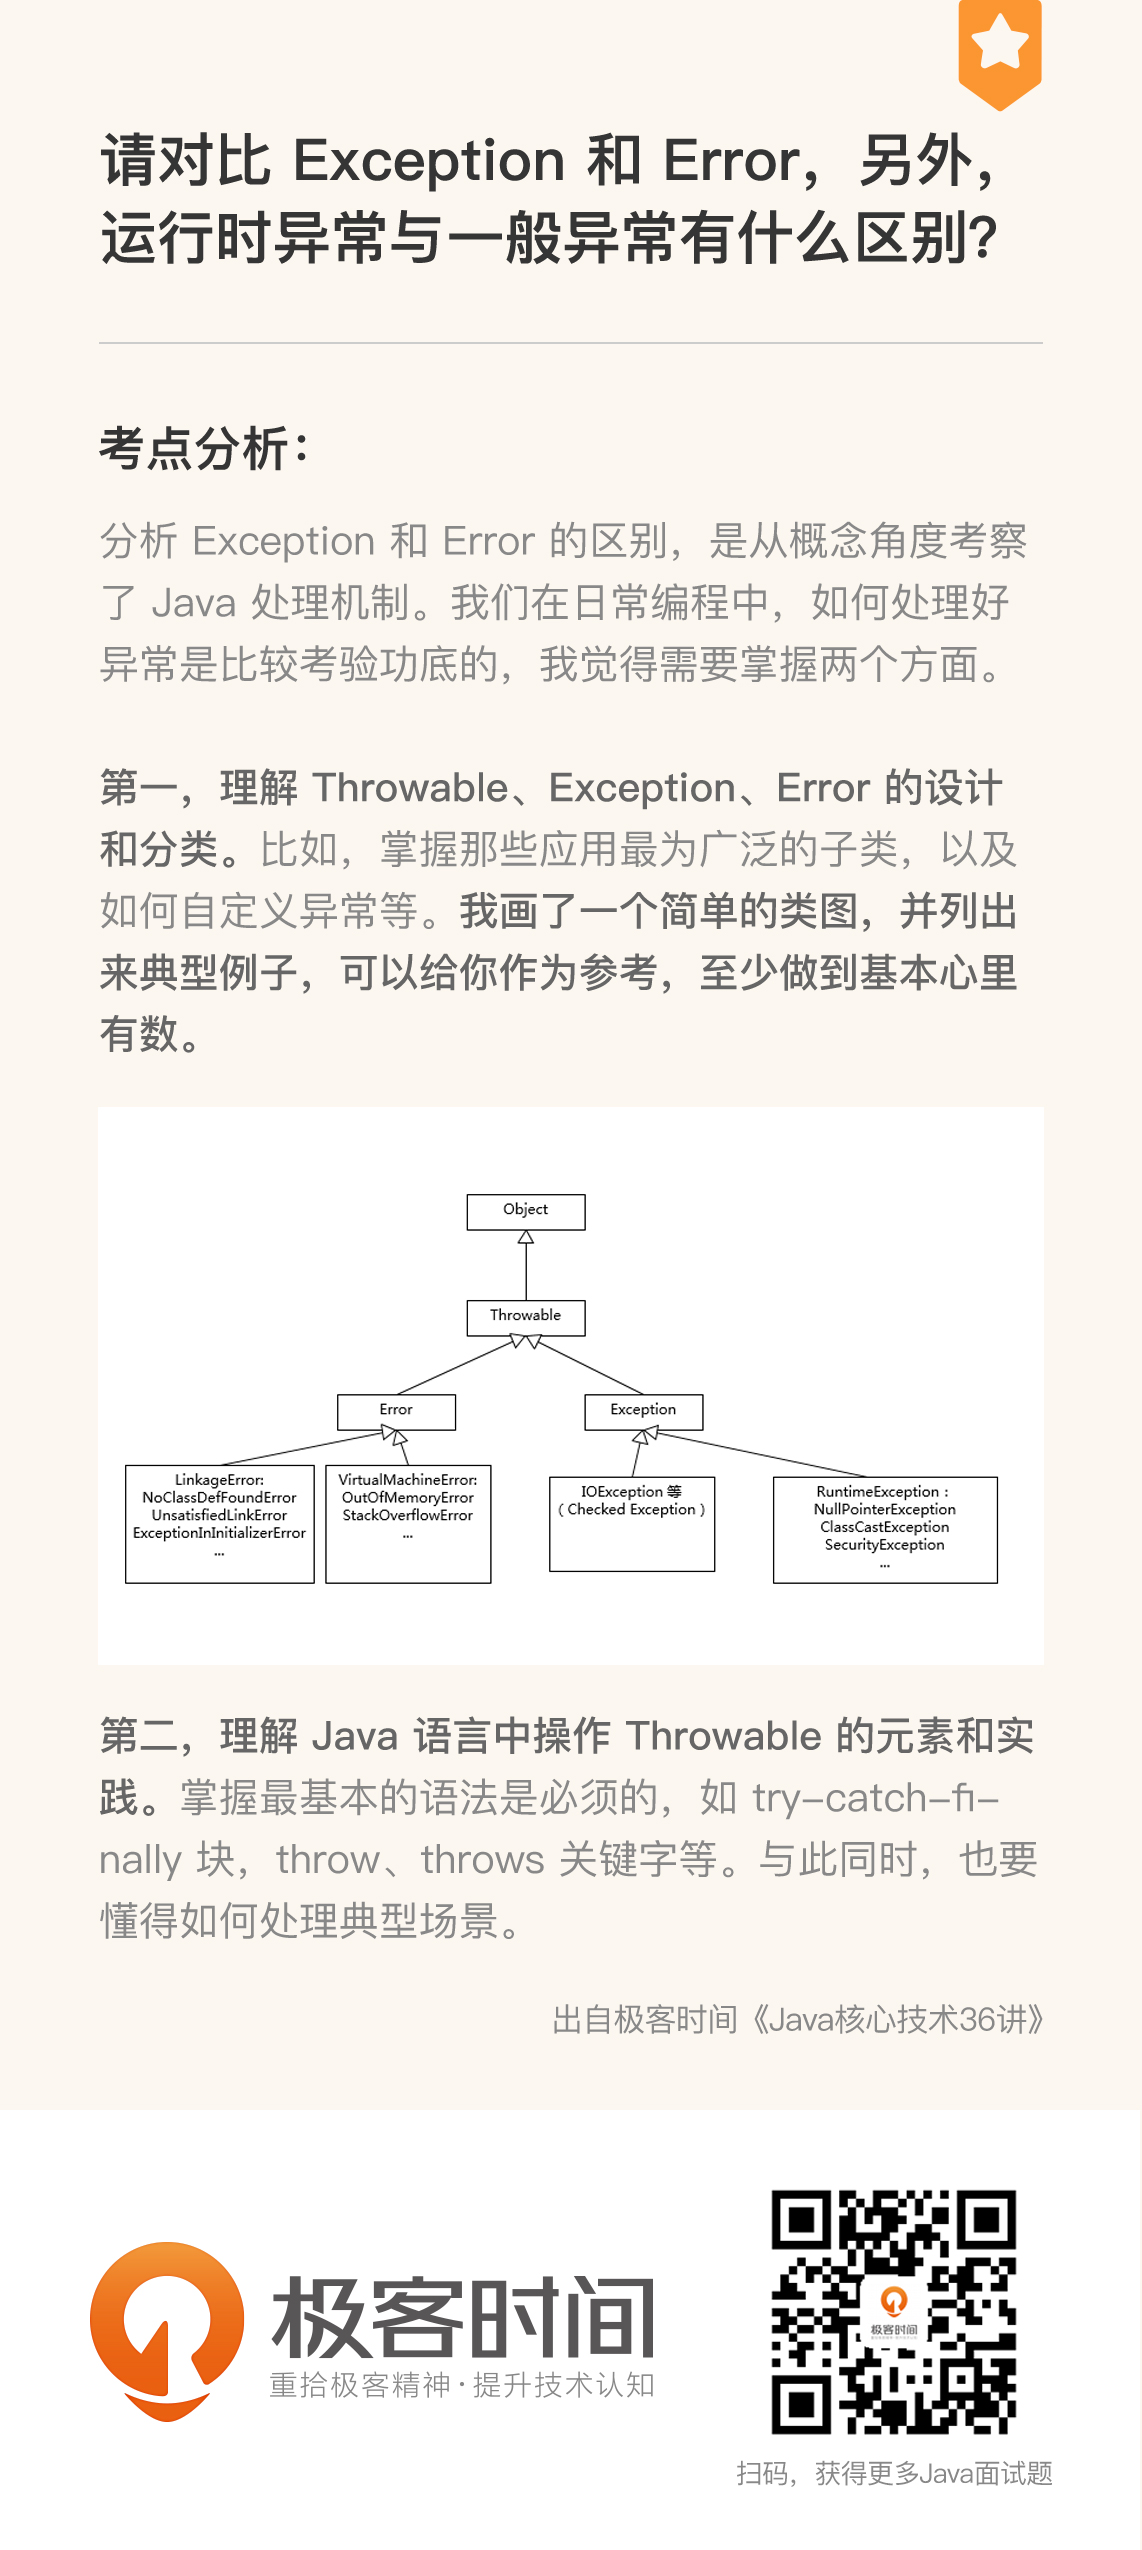 请对比 Exception 和 Error，另外，
运行时异常与一般异常有什么区别？
考点分析：
分析 Exception 和 Error 的区别，是从概念角度考察
了 Java 处理机制。我们在日常编程中，如何处理好
异常是比较考验功底的，我觉得需要掌握两个方面。
第一，理解 Throwable、Exception、Error 的设计
和分类。比如，掌握那些应用最为广泛的子类，以及
如何自定义异常等。我画了一个简单的类图，并列出
来典型例子，可以给你作为参考，至少做到基本心里
有数。
Object
Throwable
Error
Exception
LinkageError:
NoClassDefFoundError
UnsatisfiedLinkError
ExceptionInInitializerError
...
VirtualMachineError:
OutOfMemoryError
StackOverflowError
...
IOException 等
（Checked Exception）
RuntimeException：
NullPointerException
ClassCastException
SecurityException
...
第二，理解 Java 语言中操作 Throwable 的元素和实
践。掌握最基本的语法是必须的，如 try-catch-fi-
nally 块，throw、throws 关键字等。与此同时，也要
懂得如何处理典型场景。
出自极客时间《Java核心技术36讲》
极客时间
重拾极客精神·提升技术认知
极客时间
扫码，获得更多Java面试题